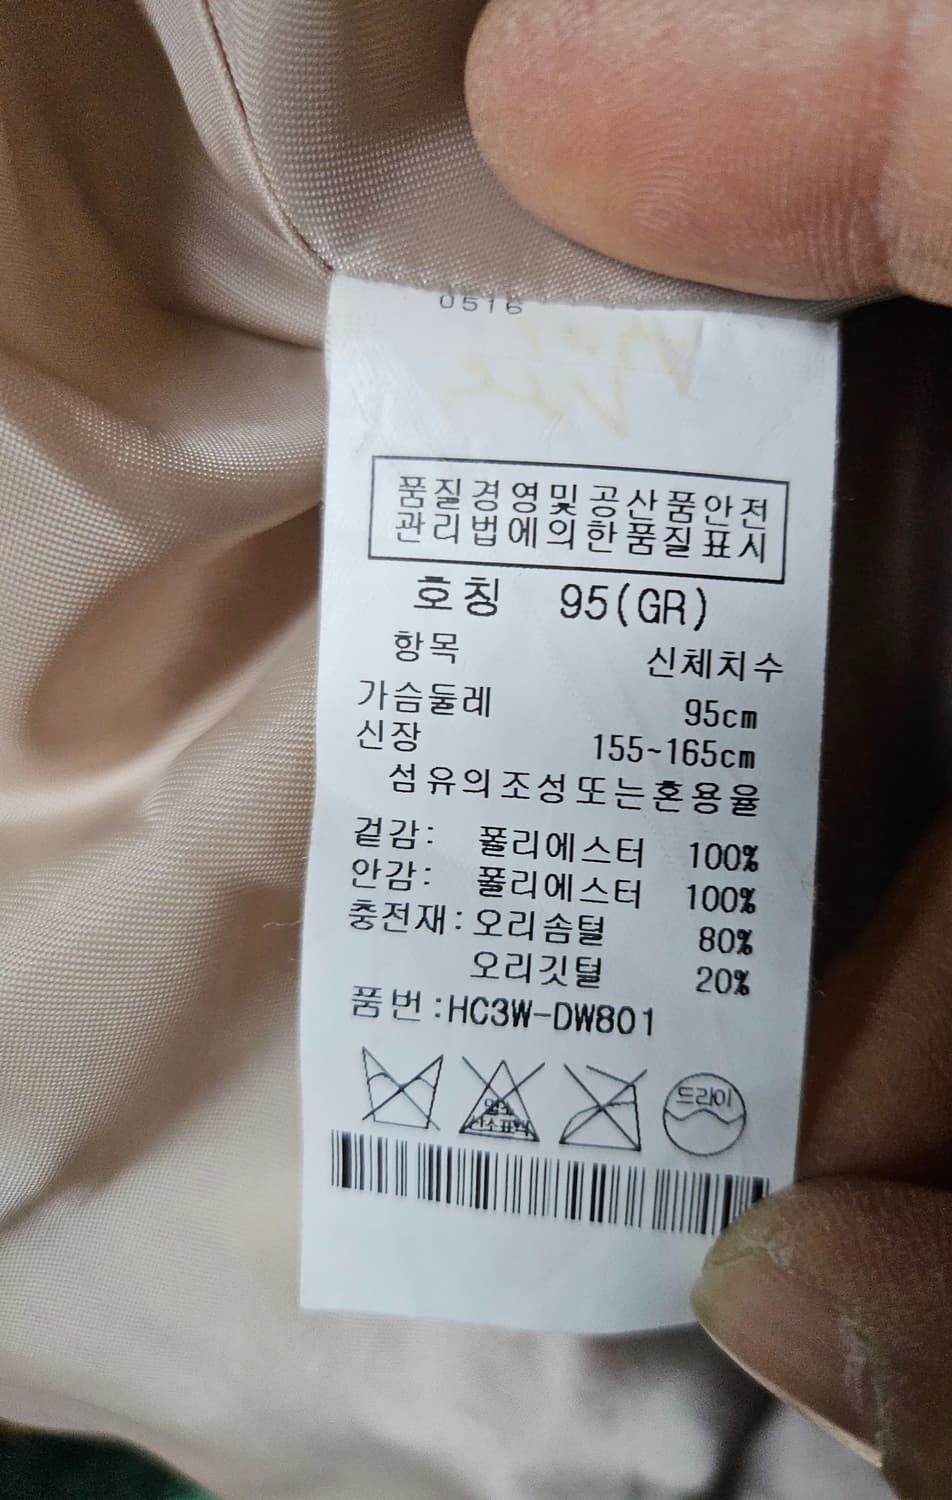 0516
품질경영및공산품안전
관리법에의한품질표시
호칭 95(GR)
항목 신체치수
가슴둘레 95cm
신장 155~165cm
섬유의조성또는혼용율
겉감: 폴리에스터 100%
안감: 폴리에스터 100%
충전재: 오리솜털 80%
오리깃털 20%
품번:HC3W-DW801
드라이